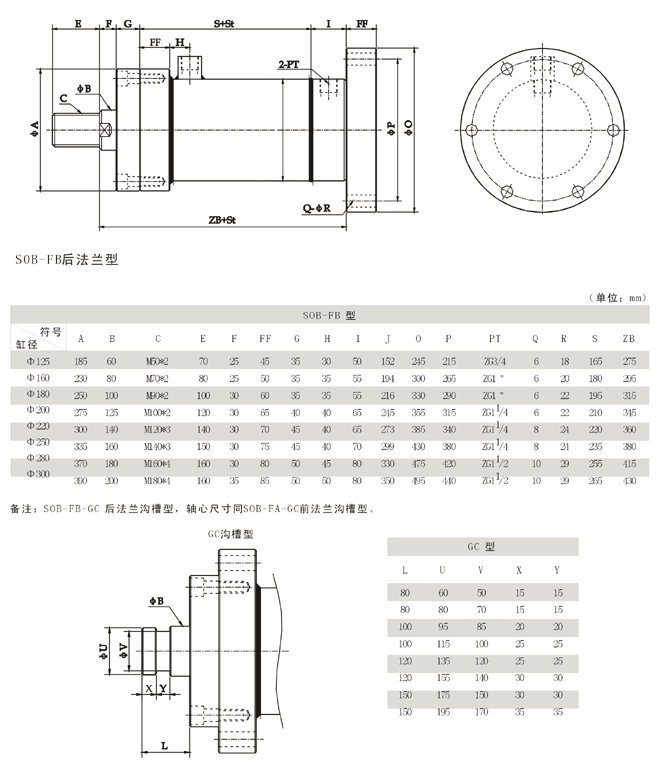 E F G S+St I FF
FF H
2-PT
ΦB
C
ΦA
ΦP
ΦO
Q-ΦR
ZB+St
SOB-FB后法兰型
(单位: mm)
SOB-FB 型
符号
缸径
A B C E F FF G H I J O P PT Q R S ZB
Φ125 185 60 M50*2 70 25 45 35 30 50 152 245 215 ZG3/4 6 18 165 275
Φ160 230 80 M70*2 80 25 50 35 35 55 194 300 265 ZG1 " 6 20 180 295
Φ180 250 100 M90*2 100 30 60 35 35 55 216 330 290 ZG1 " 6 22 195 315
Φ200 275 125 M100*2 120 30 65 40 40 65 245 355 315 ZG1 1/4 6 22 210 345
Φ220 300 140 M120*3 140 30 70 45 40 65 273 385 340 ZG1 1/4 8 24 220 360
Φ250 335 160 M140*3 150 30 75 45 40 70 299 430 380 ZG1 1/4 8 24 235 380
Φ280 370 180 M160*4 160 30 80 50 45 80 330 475 420 ZG1 1/2 10 29 255 415
Φ300 390 200 M180*4 160 35 85 50 50 80 350 495 440 ZG1 1/2 10 29 265 430
备注: SOB-FB-GC 后法兰沟槽型, 轴心尺寸同SOB-FA-GC前法兰沟槽型。
GC沟槽型
ΦB
ΦU
ΦV
X Y
L
GC 型
L U V X Y
80 60 50 15 15
80 80 70 15 15
100 95 85 20 20
100 115 100 25 25
120 135 120 25 25
120 155 140 30 30
150 175 150 30 30
150 195 170 35 35